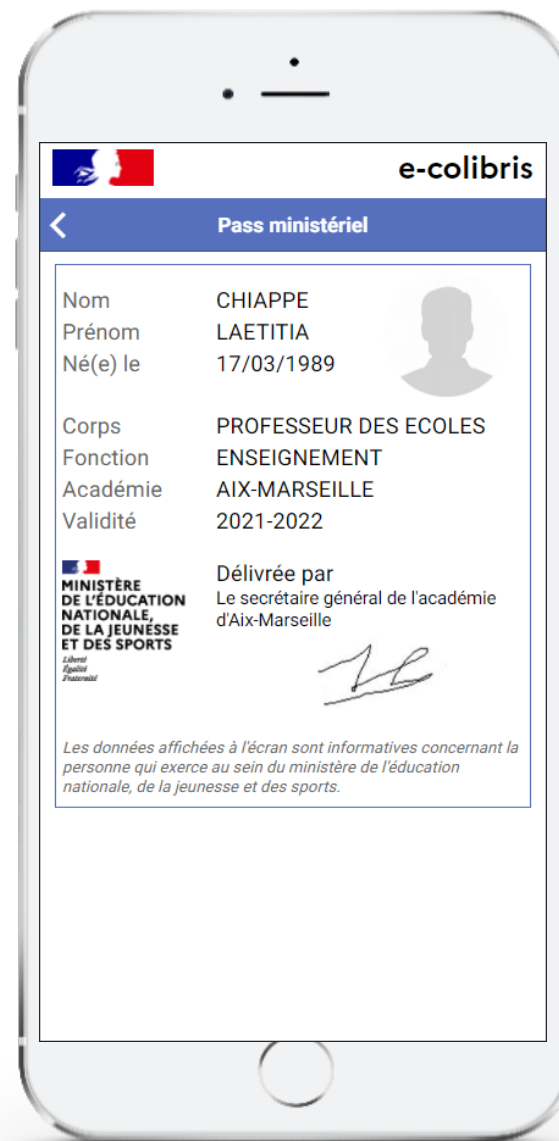 e-colibris
Pass ministériel
Nom CHIAPPE
Prénom LAETITIA
Né(e) le 17/03/1989
Corps PROFESSEUR DES ECOLES
Fonction ENSEIGNEMENT
Académie AIX-MARSEILLE
Validité 2021-2022
MINISTÈRE
DE L'ÉDUCATION
NATIONALE,
DE LA JEUNESSE
ET DES SPORTS
Liberté
Égalité
Fraternité
Délivrée par
Le secrétaire général de l'académie
d'Aix-Marseille
Les données affichées à l'écran sont informatives concernant la
personne qui exerce au sein du ministère de l'éducation
nationale, de la jeunesse et des sports.